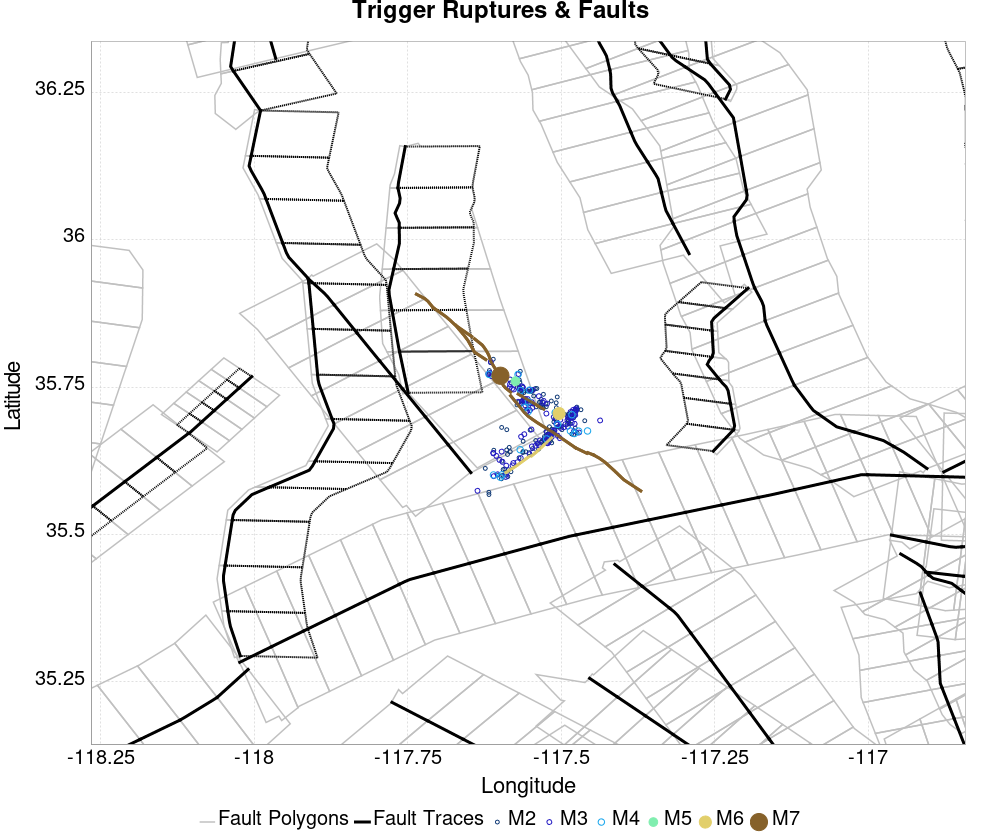 Trigger Ruptures & Faults
36.25
36
35.75
35.5
35.25
Latitude
-118.25 -118 -117.75 -117.5 -117.25 -117
Longitude
Fault Polygons Fault Traces M2 M3 M4 M5 M6 M7